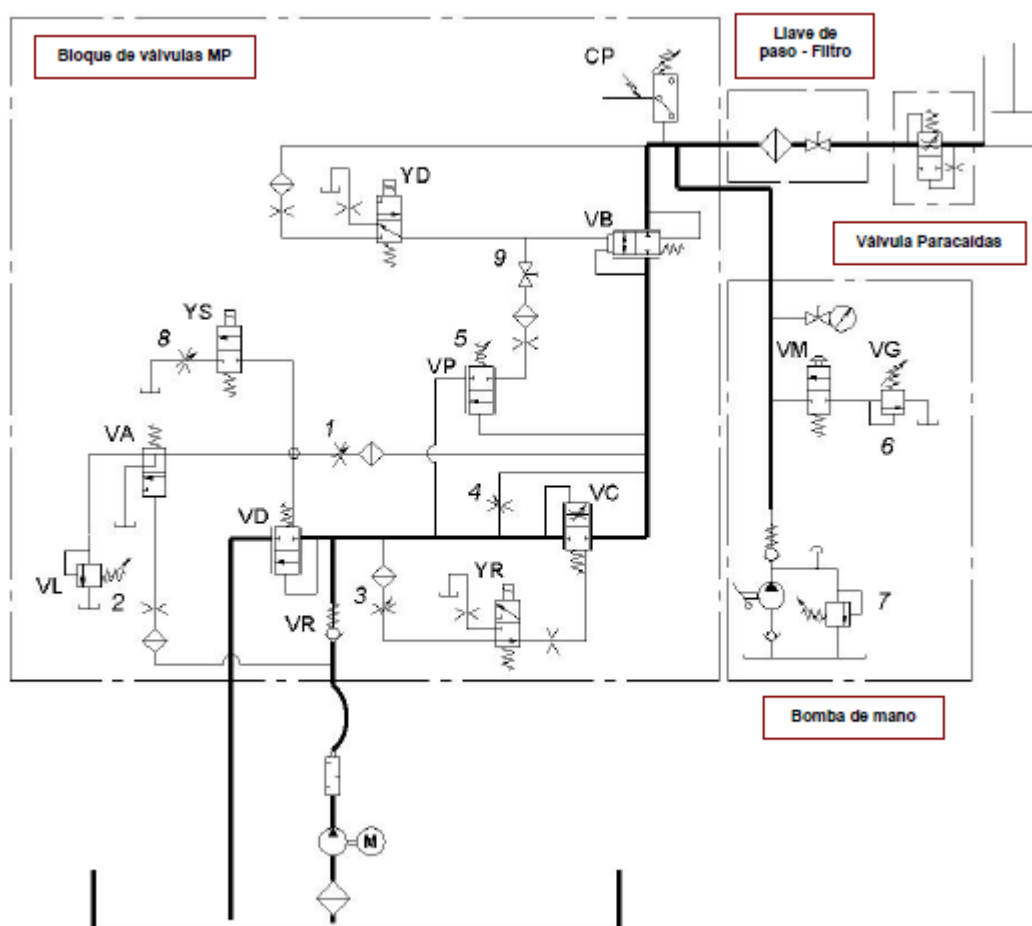 Bloque de válvulas MP
Llave de
paso - Filtro
CP
YD
VB
Válvula Paracaidas
9
YS
8
5
VP
VM
VG
VA
1
6
4
VC
VD
VL
2
3
YR
VR
7
Bomba de mano
M